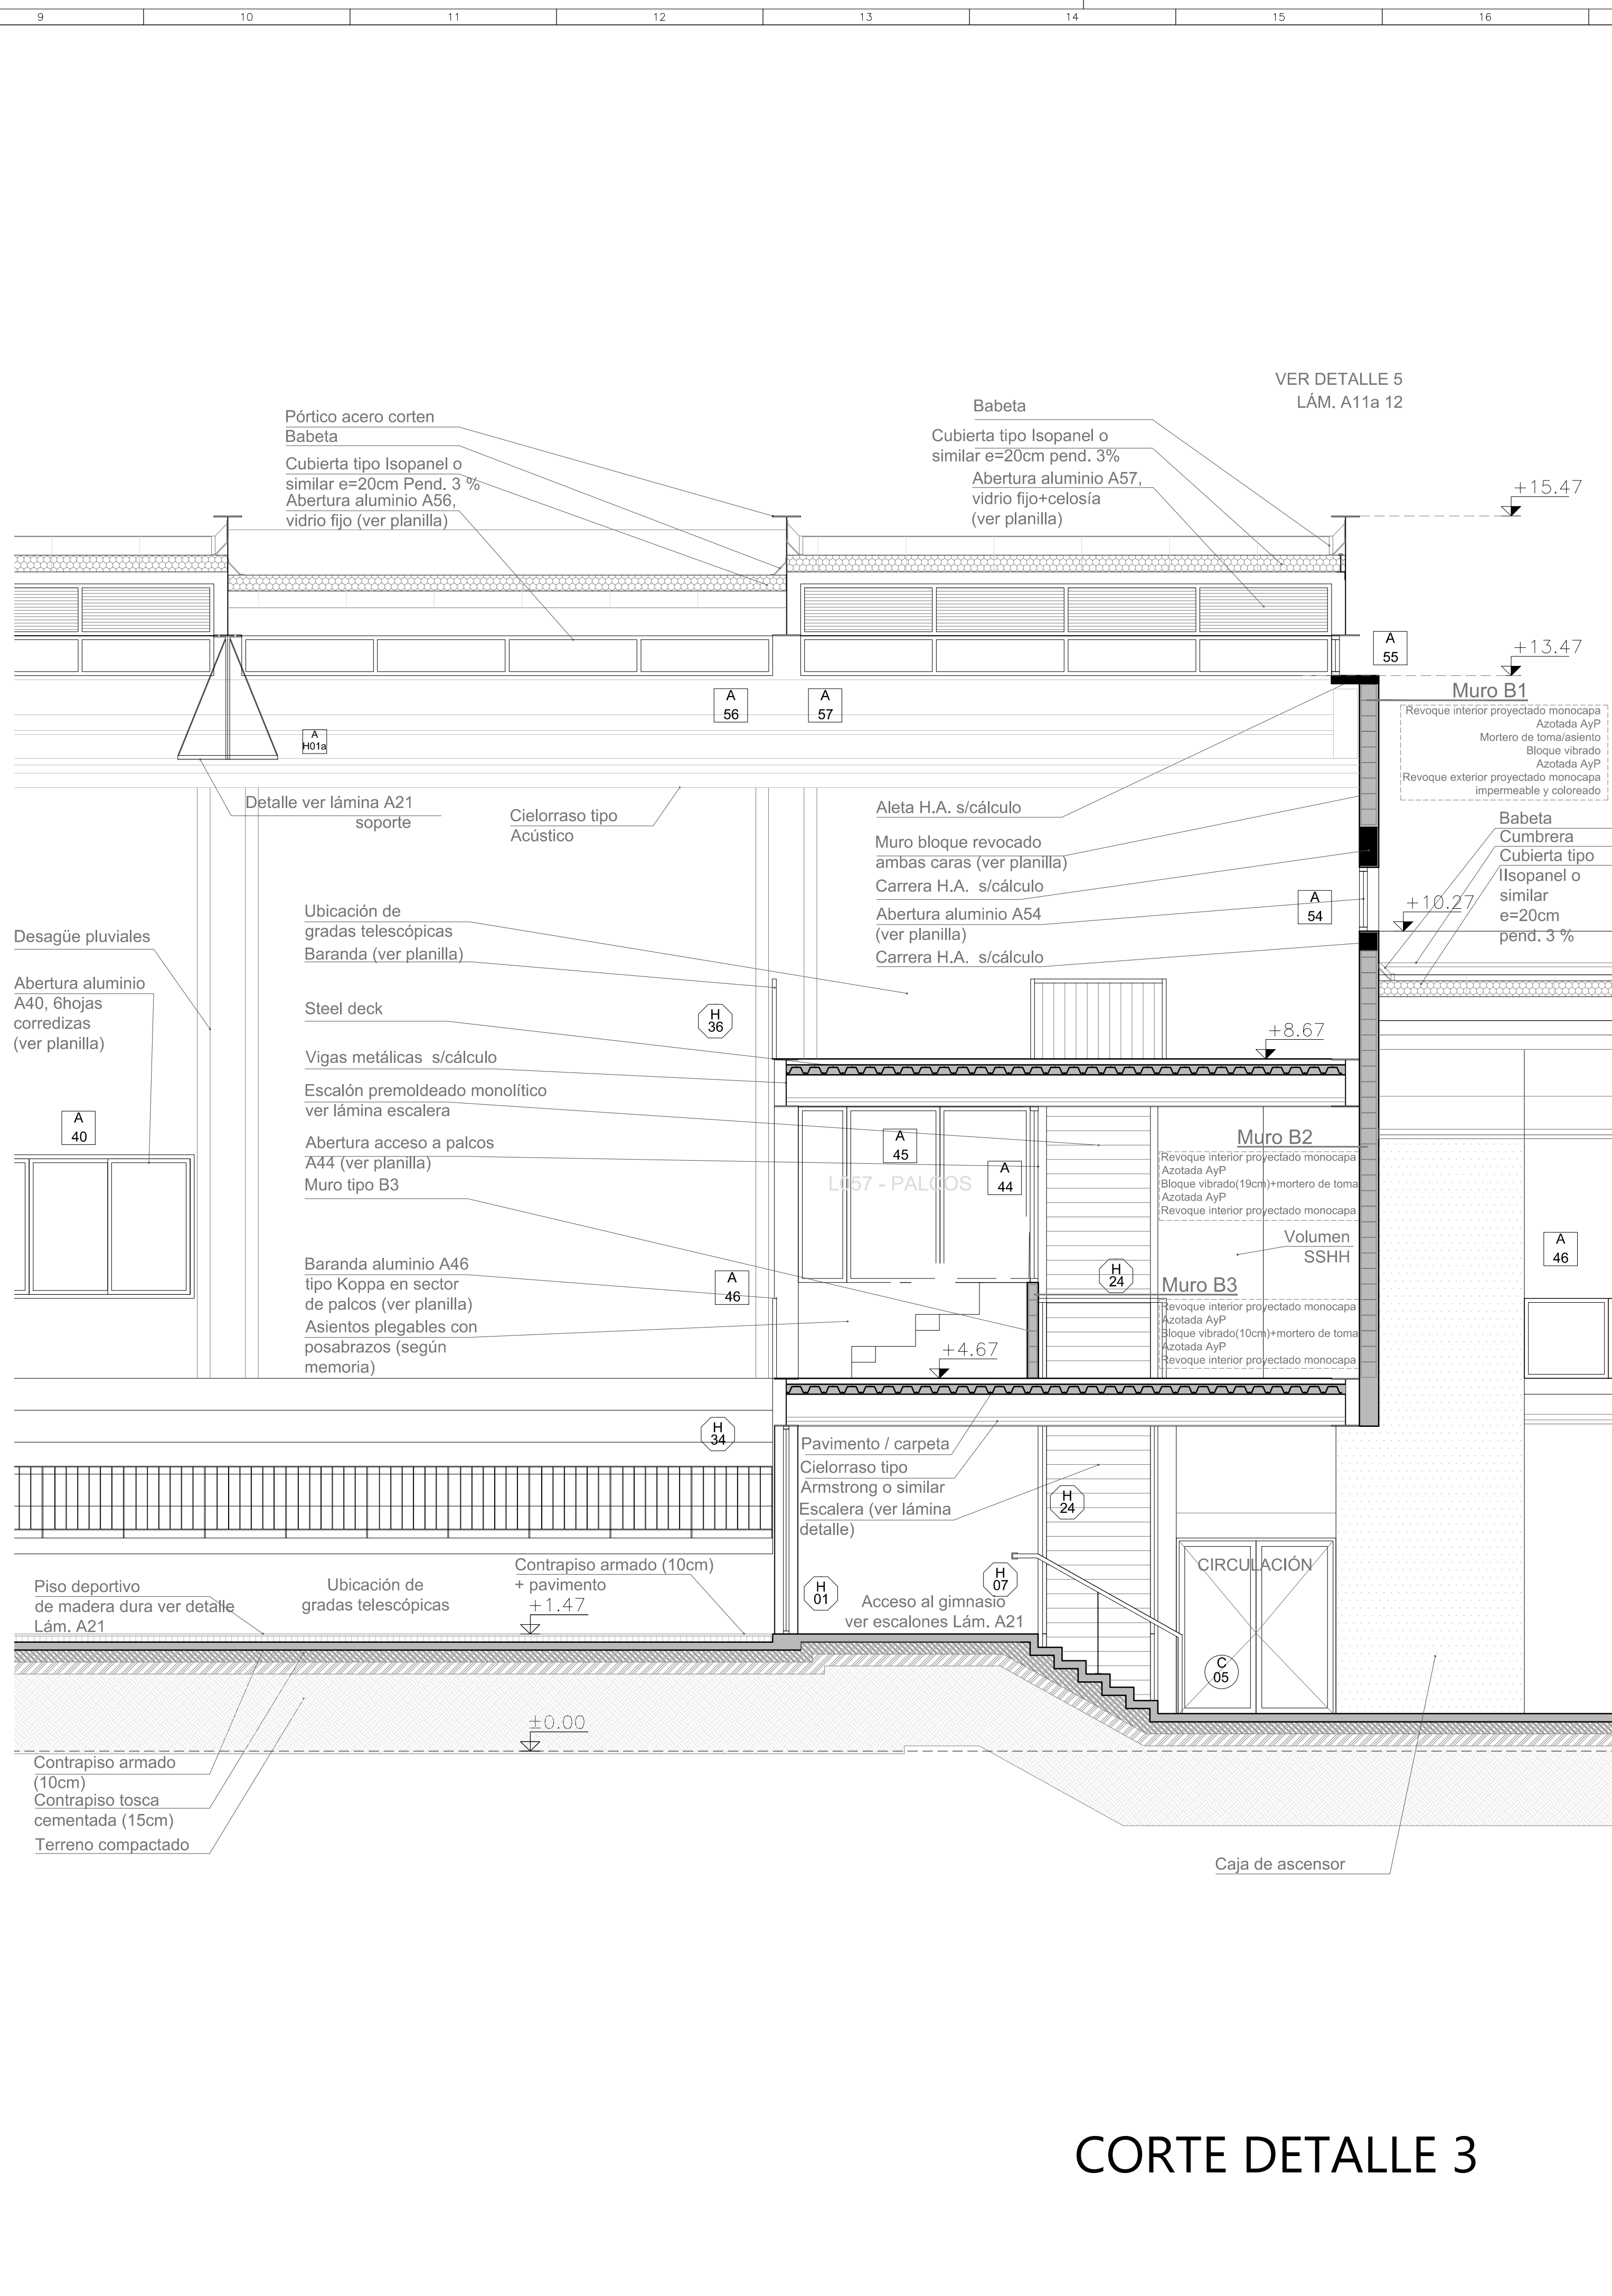 9
10
11
12
13
14
15
16
VER DETALLE 5
LÁM. A11a 12
Pórtico acero corten
Babeta
Cubierta tipo Isopanel o
similar e=20cm Pend. 3 %
Abertura aluminio A56,
vidrio fijo (ver planilla)
Babeta
Cubierta tipo Isopanel o
similar e=20cm pend. 3%
Abertura aluminio A57,
vidrio fijo+celosía
(ver planilla)
+15.47
+13.47
A
55
A
56
A
57
A
H01a
Muro B1
Revoque interior proyectado monocapa
Azotada AyP
Mortero de toma/asiento
Bloque vibrado
Azotada AyP
Revoque exterior proyectado monocapa
impermeable y coloreado
Detalle ver lámina A21
soporte
Cielorraso tipo
Acústico
Aleta H.A. s/cálculo
Muro bloque revocado
ambas caras (ver planilla)
Carrera H.A. s/cálculo
Abertura aluminio A54
(ver planilla)
Carrera H.A. s/cálculo
A
54
Babeta
Cumbrera
Cubierta tipo
IIsopanel o
similar
e=20cm
pend. 3 %
+10.27
Desagüe pluviales
Abertura aluminio
A40, 6hojas
corredizas
(ver planilla)
A
40
Ubicación de
gradas telescópicas
Baranda (ver planilla)
Steel deck
H
36
+8.67
Vigas metálicas s/cálculo
Escalón premoldeado monolítico
ver lámina escalera
Abertura acceso a palcos
A44 (ver planilla)
Muro tipo B3
A
45
A
44
L057 - PALCOS
Muro B2
Revoque interior proyectado monocapa
Azotada AyP
Bloque vibrado(19cm)+mortero de toma
Azotada AyP
Revoque interior proyectado monocapa
Volumen
SSHH
A
46
Baranda aluminio A46
tipo Koppa en sector
de palcos (ver planilla)
Asientos plegables con
posabrazos (según
memoria)
A
46
H
24
Muro B3
Revoque interior proyectado monocapa
Azotada AyP
Bloque vibrado(10cm)+mortero de toma
Azotada AyP
Revoque interior proyectado monocapa
+4.67
H
34
Pavimento / carpeta
Cielorraso tipo
Armstrong o similar
Escalera (ver lámina
detalle)
H
24
CIRCULACIÓN
Piso deportivo
de madera dura ver detalle
Lám. A21
Ubicación de
gradas telescópicas
Contrapiso armado (10cm)
+ pavimento
+1.47
H
01
H
07
Acceso al gimnasio
ver escalones Lám. A21
C
05
±0.00
Contrapiso armado
(10cm)
Contrapiso tosca
cementada (15cm)
Terreno compactado
Caja de ascensor
CORTE DETALLE 3